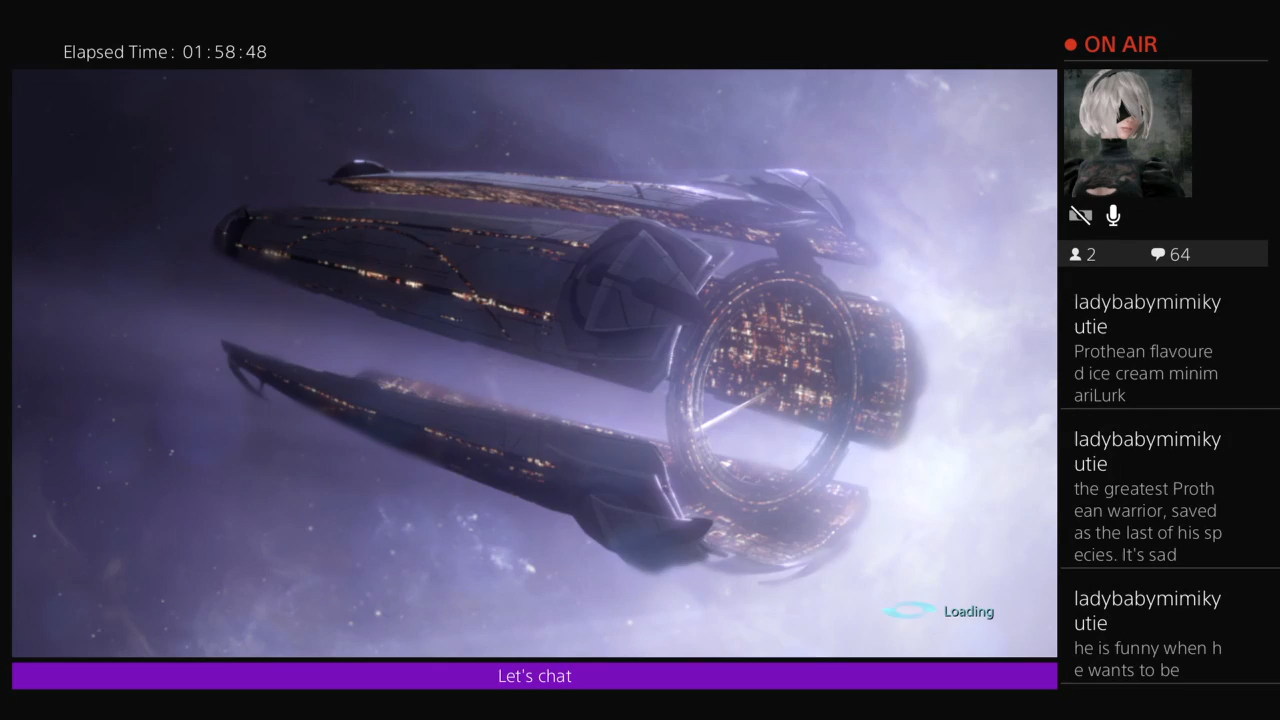 Elapsed Time: 01:58:48
ON AIR
2
64
ladybabymimiky
utie
Prothean flavoure
d ice cream minim
ariLurk
ladybabymimiky
utie
the greatest Proth
ean warrior, saved
as the last of his sp
ecies. It's sad
ladybabymimiky
utie
he is funny when h
e wants to be
Loading
Let's chat